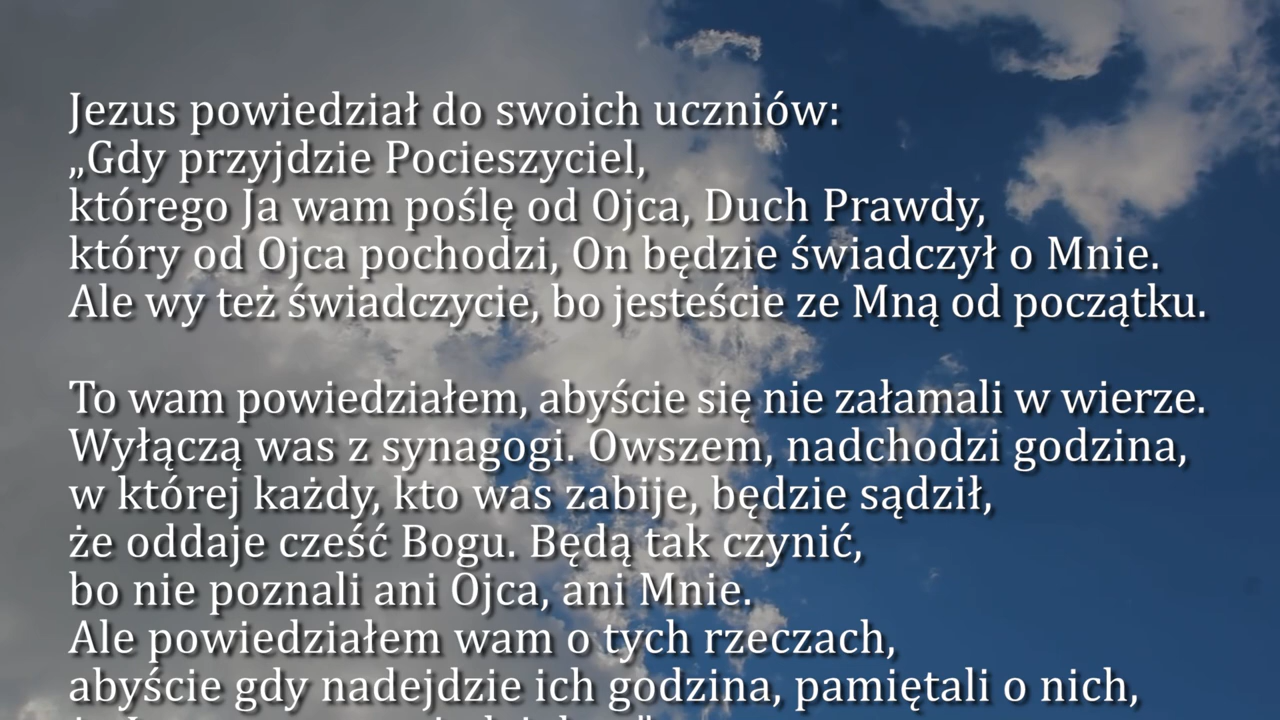 Jezus powiedział do swoich uczniów:
„Gdy przyjdzie Pocieszyciel,
którego Ja wam poślę od Ojca, Duch Prawdy,
który od Ojca pochodzi, On będzie świadczył o Mnie.
Ale wy też świadczycie, bo jesteście ze Mną od początku.
To wam powiedziałem, abyście się nie załamali w wierze.
Wyłączą was z synagogi. Owszem, nadchodzi godzina,
w której każdy, kto was zabije, będzie sądził,
że oddaje cześć Bogu. Będą tak czynić,
bo nie poznali ani Ojca, ani Mnie.
Ale powiedziałem wam o tych rzeczach,
abyście gdy nadejdzie ich godzina, pamiętali o nich,